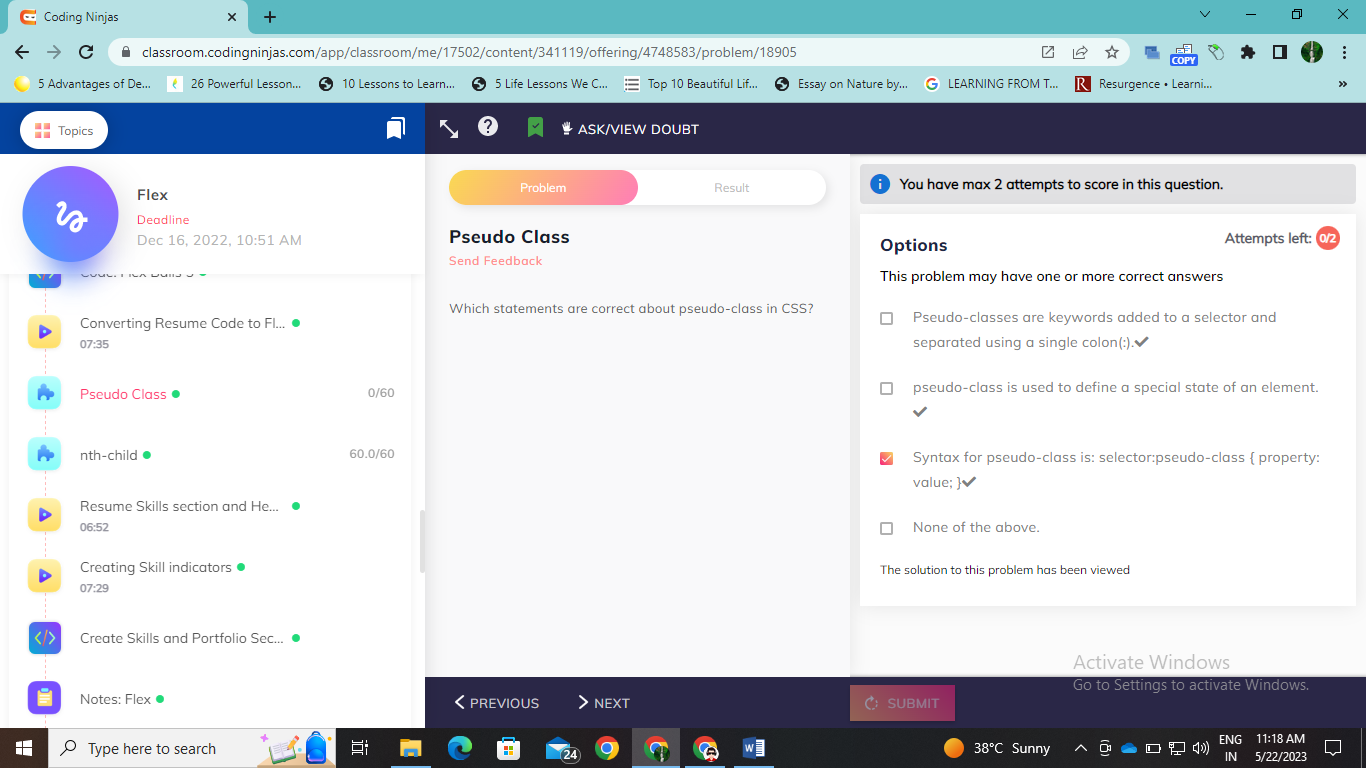 Coding Ninjas
classroom.codingninjas.com/app/classroom/me/17502/content/341119/offering/4748583/problem/18905
COPY
5 Advantages of De...
26 Powerful Lesson...
10 Lessons to Learn...
5 Life Lessons We C...
Top 10 Beautiful Lif...
Essay on Nature by...
LEARNING FROM T...
Resurgence • Learni...
»
Topics
ASK/VIEW DOUBT
Flex
Deadline
Dec 16, 2022, 10:51 AM
Converting Resume Code to Fl...
07:35
Pseudo Class
0/60
nth-child
60.0/60
Resume Skills section and He...
06:52
Creating Skill indicators
07:29
Create Skills and Portfolio Sec...
Notes: Flex
Problem
Result
Pseudo Class
Send Feedback
Which statements are correct about pseudo-class in CSS?
You have max 2 attempts to score in this question.
Options
Attempts left: 0/2
This problem may have one or more correct answers
Pseudo-classes are keywords added to a selector and
separated using a single colon(:).
pseudo-class is used to define a special state of an element.
Syntax for pseudo-class is: selector:pseudo-class { property:
value; }
None of the above.
The solution to this problem has been viewed
Activate Windows
Go to Settings to activate Windows.
PREVIOUS
NEXT
SUBMIT
Type here to search
24
38°C Sunny
ENG
IN
11:18 AM
5/22/2023